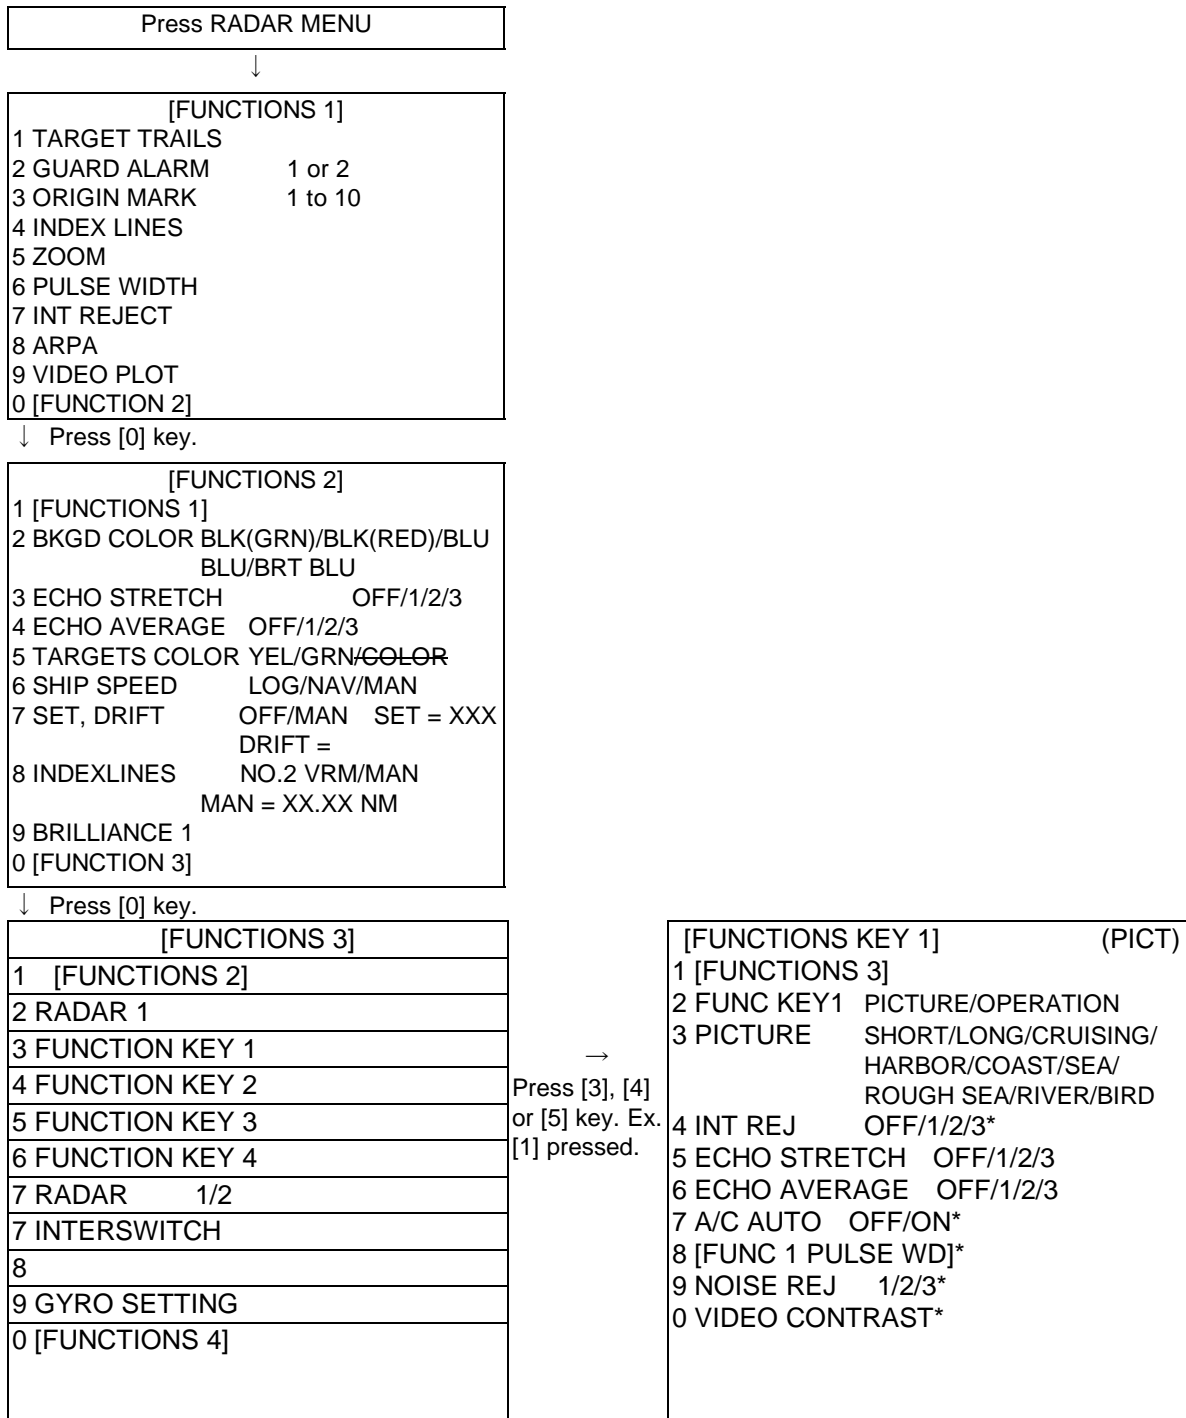 Press RADAR MENU
↓
[FUNCTIONS 1]
1 TARGET TRAILS
2 GUARD ALARM 1 or 2
3 ORIGIN MARK 1 to 10
4 INDEX LINES
5 ZOOM
6 PULSE WIDTH
7 INT REJECT
8 ARPA
9 VIDEO PLOT
0 [FUNCTION 2]
↓ Press [0] key.
[FUNCTIONS 2]
1 [FUNCTIONS 1]
2 BKGD COLOR BLK(GRN)/BLK(RED)/BLU
BLU/BRT BLU
3 ECHO STRETCH OFF/1/2/3
4 ECHO AVERAGE OFF/1/2/3
5 TARGETS COLOR YEL/GRN/COLOR
6 SHIP SPEED LOG/NAV/MAN
7 SET, DRIFT OFF/MAN SET = XXX
DRIFT =
8 INDEXLINES NO.2 VRM/MAN
MAN = XX.XX NM
9 BRILLIANCE 1
0 [FUNCTION 3]
↓ Press [0] key.
[FUNCTIONS 3]
1 [FUNCTIONS 2]
2 RADAR 1
3 FUNCTION KEY 1
4 FUNCTION KEY 2
5 FUNCTION KEY 3
6 FUNCTION KEY 4
7 RADAR 1/2
7 INTERSWITCH
8
9 GYRO SETTING
0 [FUNCTIONS 4]
→
Press [3], [4]
or [5] key. Ex.
[1] pressed.
[FUNCTIONS KEY 1] (PICT)
1 [FUNCTIONS 3]
2 FUNC KEY1 PICTURE/OPERATION
3 PICTURE SHORT/LONG/CRUISING/
HARBOR/COAST/SEA/
ROUGH SEA/RIVER/BIRD
4 INT REJ OFF/1/2/3*
5 ECHO STRETCH OFF/1/2/3
6 ECHO AVERAGE OFF/1/2/3
7 A/C AUTO OFF/ON*
8 [FUNC 1 PULSE WD]*
9 NOISE REJ 1/2/3*
0 VIDEO CONTRAST*